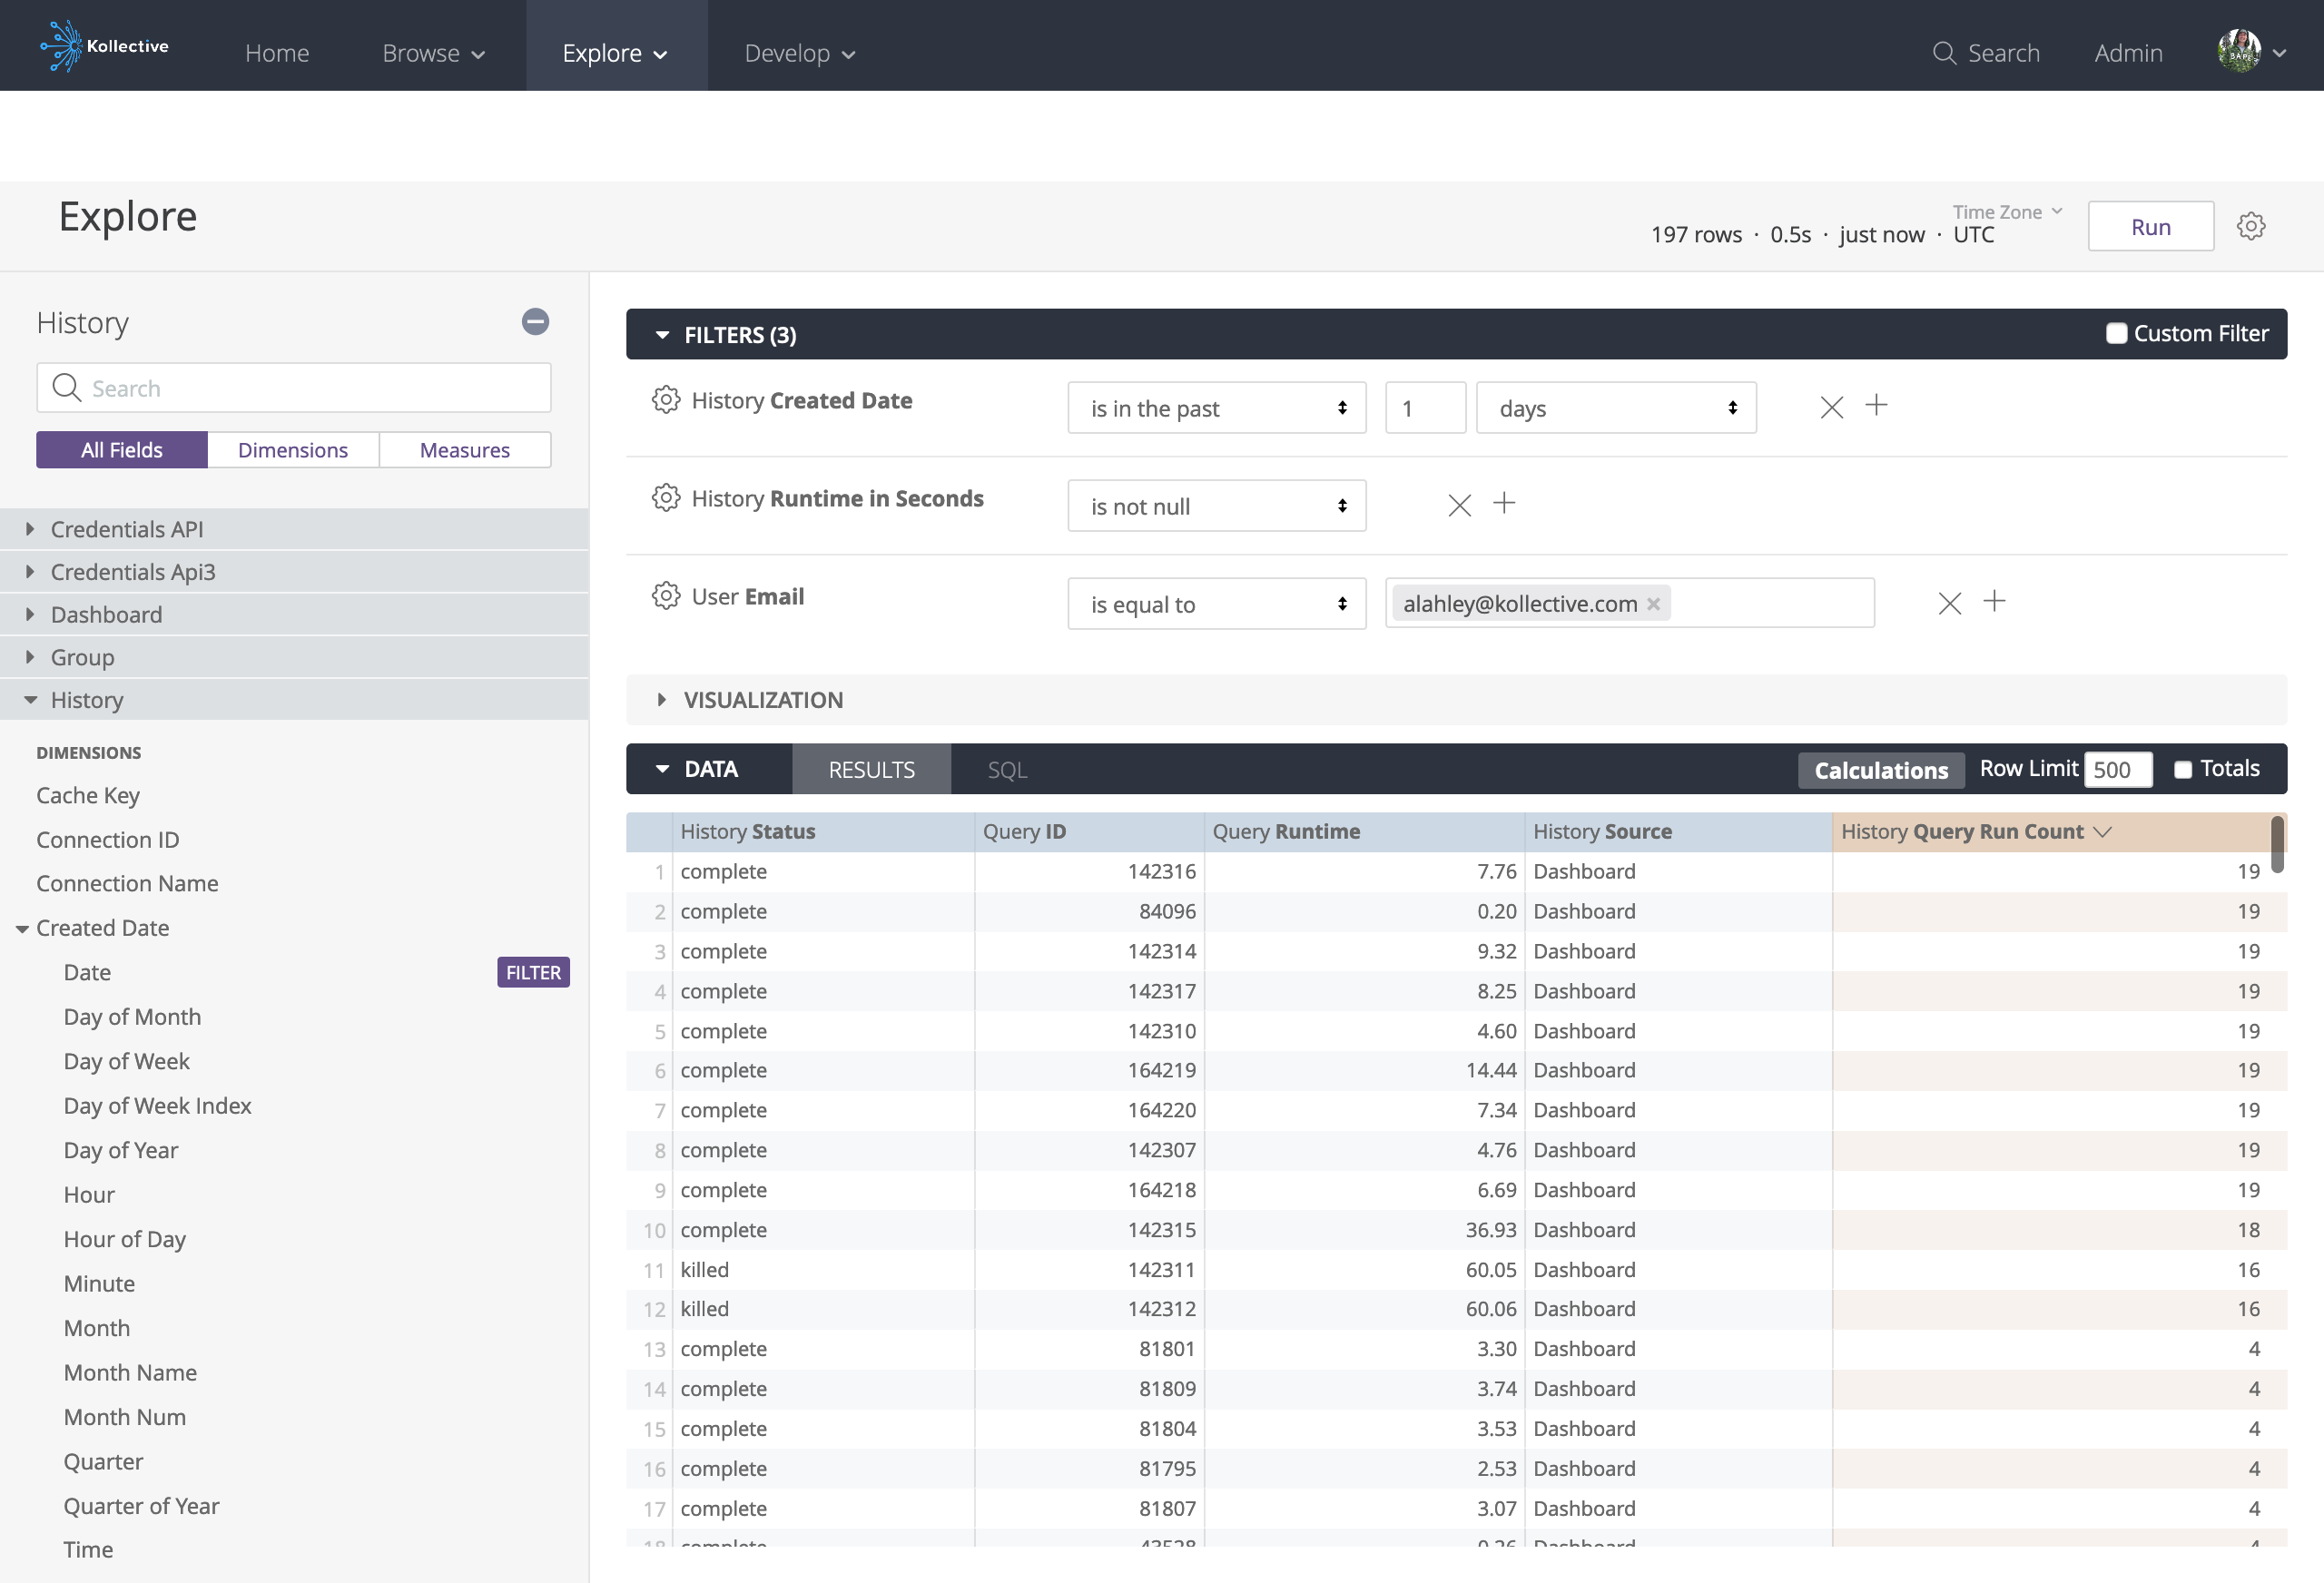 Kollective Home Browse Explore Develop Search Admin
Explore
Time Zone
197 rows · 0.5s · just now · UTC Run
History
Search
All Fields Dimensions Measures
Credentials API
Credentials Api3
Dashboard
Group
History
DIMENSIONS
Cache Key
Connection ID
Connection Name
Created Date
Date FILTER
Day of Month
Day of Week
Day of Week Index
Day of Year
Hour
Hour of Day
Minute
Month
Month Name
Month Num
Quarter
Quarter of Year
Time
FILTERS (3) Custom Filter
History Created Date is in the past 1 days
History Runtime in Seconds is not null
User Email is equal to alahley@kollective.com
VISUALIZATION
DATA RESULTS SQL Calculations Row Limit 500 Totals
History Status Query ID Query Runtime History Source History Query Run Count
1 complete 142316 7.76 Dashboard 19
2 complete 84096 0.20 Dashboard 19
3 complete 142314 9.32 Dashboard 19
4 complete 142317 8.25 Dashboard 19
5 complete 142310 4.60 Dashboard 19
6 complete 164219 14.44 Dashboard 19
7 complete 164220 7.34 Dashboard 19
8 complete 142307 4.76 Dashboard 19
9 complete 164218 6.69 Dashboard 19
10 complete 142315 36.93 Dashboard 18
11 killed 142311 60.05 Dashboard 16
12 killed 142312 60.06 Dashboard 16
13 complete 81801 3.30 Dashboard 4
14 complete 81809 3.74 Dashboard 4
15 complete 81804 3.53 Dashboard 4
16 complete 81795 2.53 Dashboard 4
17 complete 81807 3.07 Dashboard 4